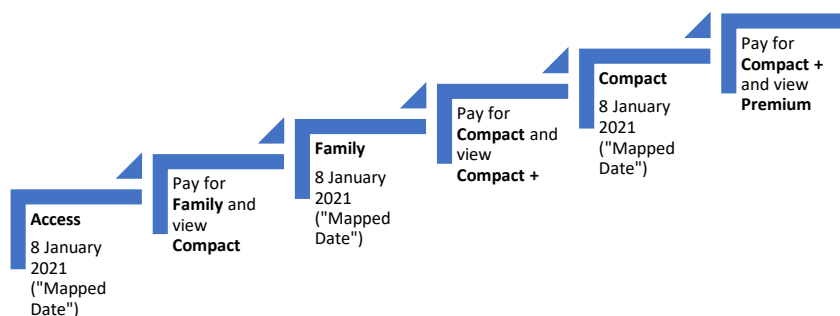 Access
8 January
2021
("Mapped
Date")
Pay for
Family and
view
Compact
Family
8 January
2021
("Mapped
Date")
Pay for
Compact and
view
Compact +
Compact
8 January
2021
("Mapped
Date")
Pay for
Compact +
and view
Premium